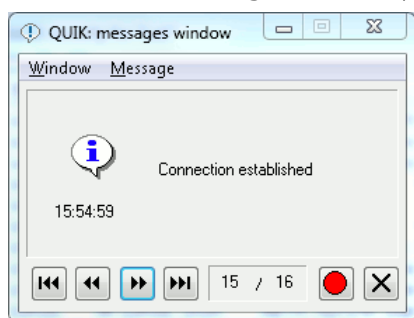 QUIK: messages window
Window Message
Connection established
15:54:59
15 / 16